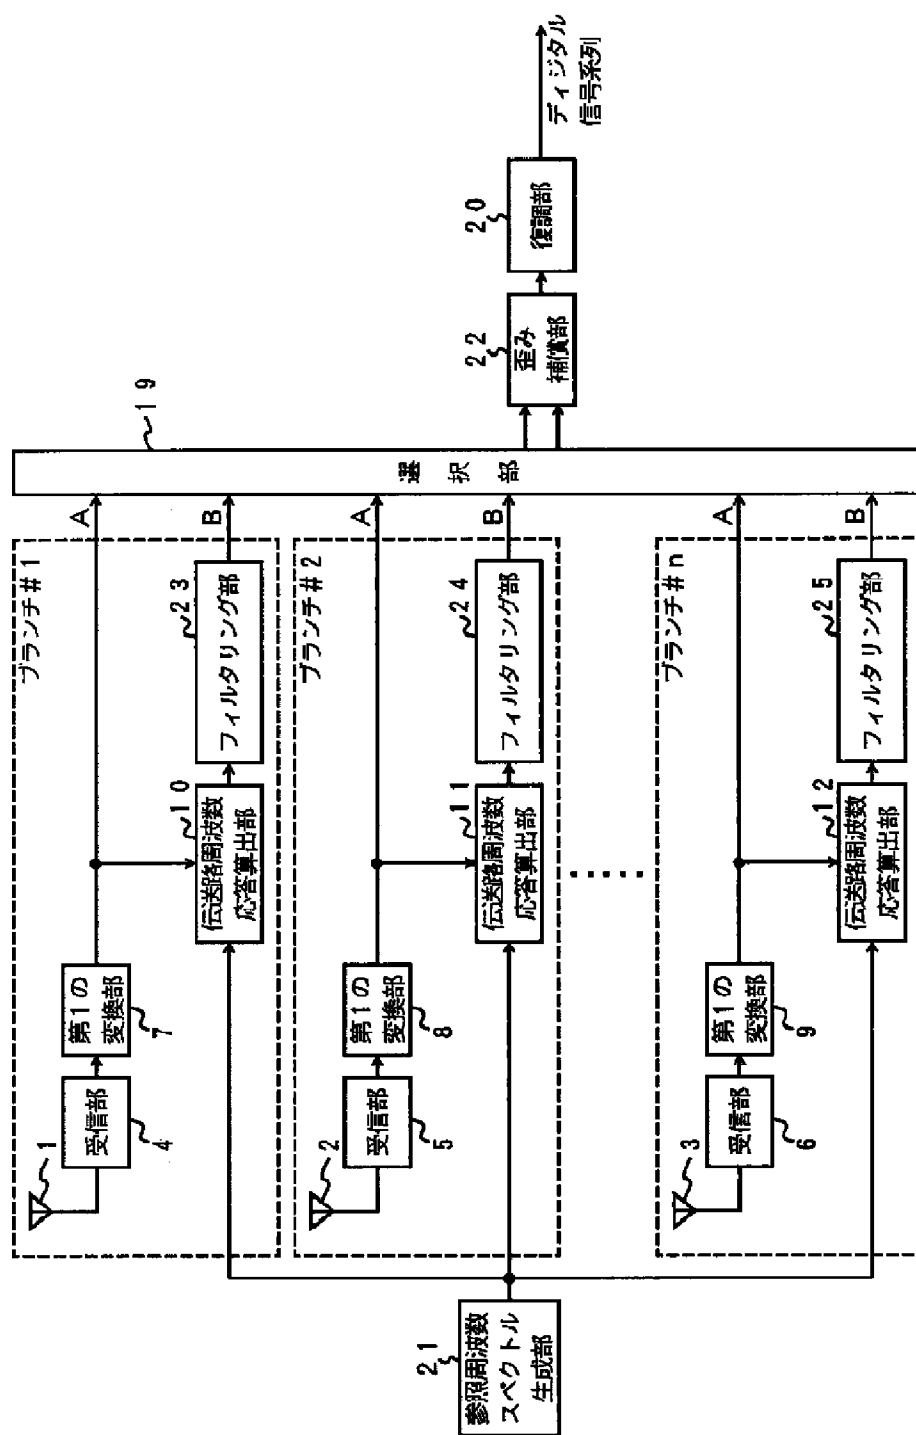 ブランチ#1
1
受信部
4
第1の
変換部
7
伝送路周波数
応答算出部
10
フィルタリング部
23
A
B
ブランチ#2
2
受信部
5
第1の
変換部
8
伝送路周波数
応答算出部
11
フィルタリング部
24
A
B
ブランチ#n
3
受信部
6
第1の
変換部
9
伝送路周波数
応答算出部
12
フィルタリング部
25
A
B
参照周波数
スペクトル
生成部
21
選択部
19
歪み
補償部
22
復調部
20
ディジタル
信号系列